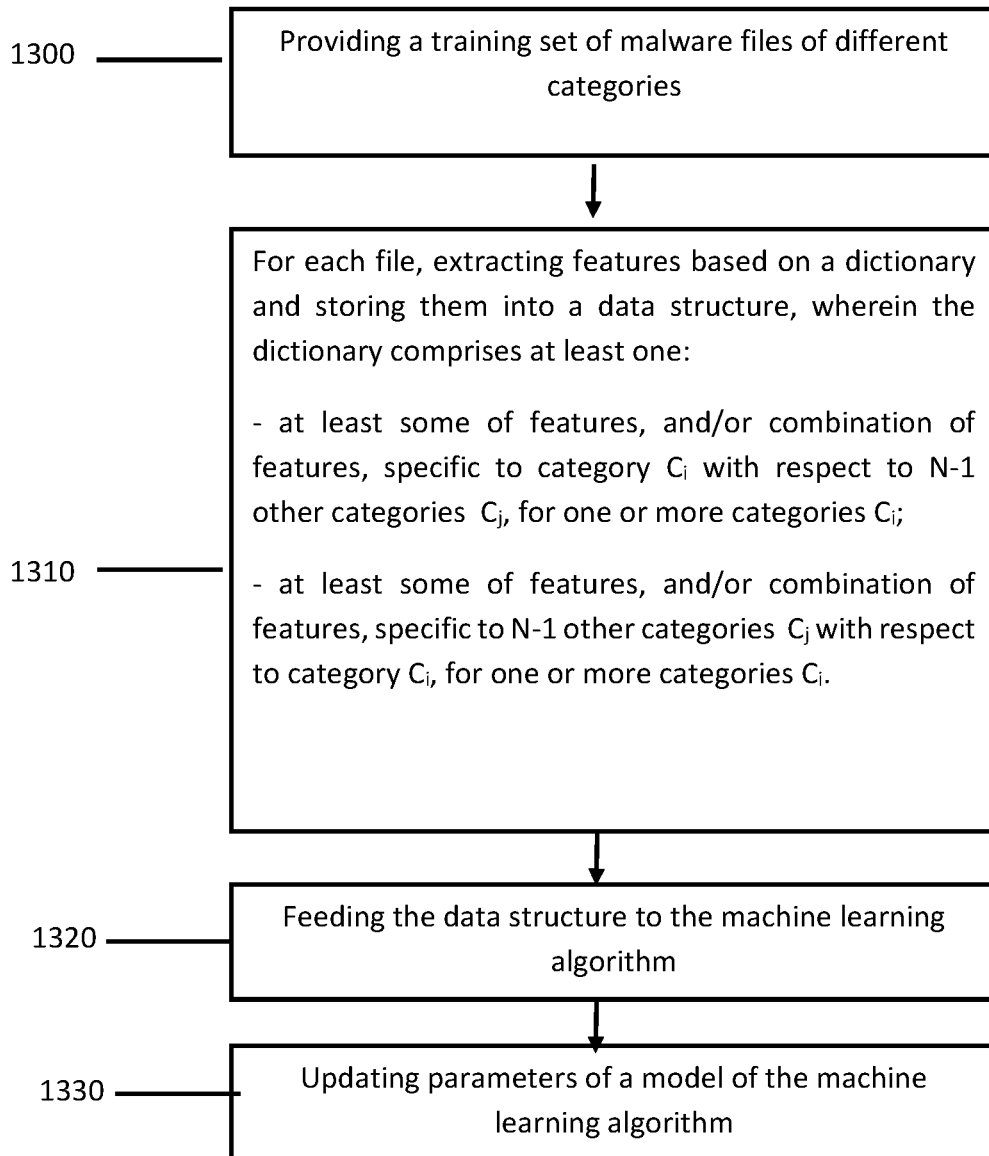 1300
Providing a training set of malware files of different
categories
For each file, extracting features based on a dictionary
and storing them into a data structure, wherein the
dictionary comprises at least one:
- at least some of features, and/or combination of
features, specific to category Cᵢ with respect to N-1
other categories Cⱼ, for one or more categories Cᵢ;
1310
- at least some of features, and/or combination of
features, specific to N-1 other categories Cⱼ with respect
to category Cᵢ, for one or more categories Cᵢ.
1320
Feeding the data structure to the machine learning
algorithm
1330
Updating parameters of a model of the machine
learning algorithm